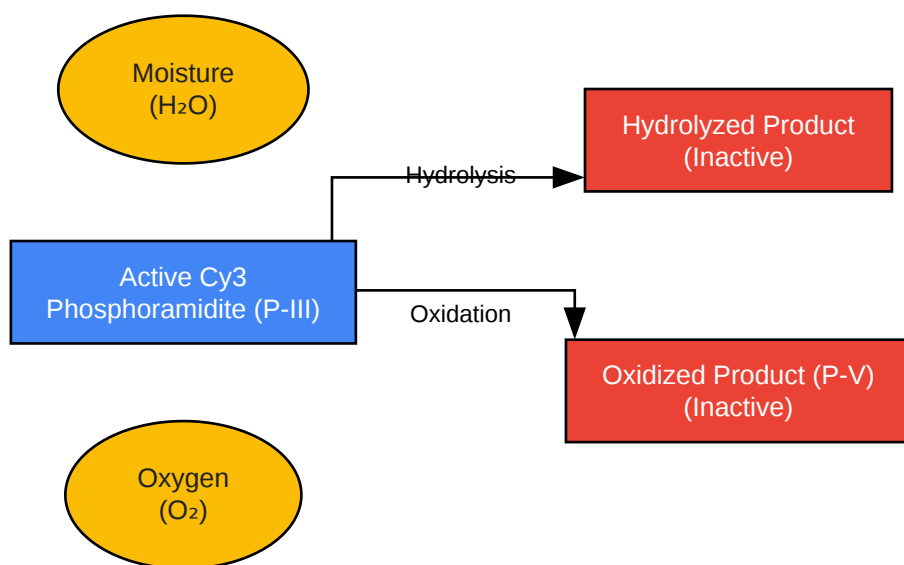 Moisture
(H₂O)
Hydrolyzed Product
(Inactive)
Hydrolysis
Active Cy3
Phosphoramidite (P-III)
Oxidation
Oxidized Product (P-V)
(Inactive)
Oxygen
(O₂)